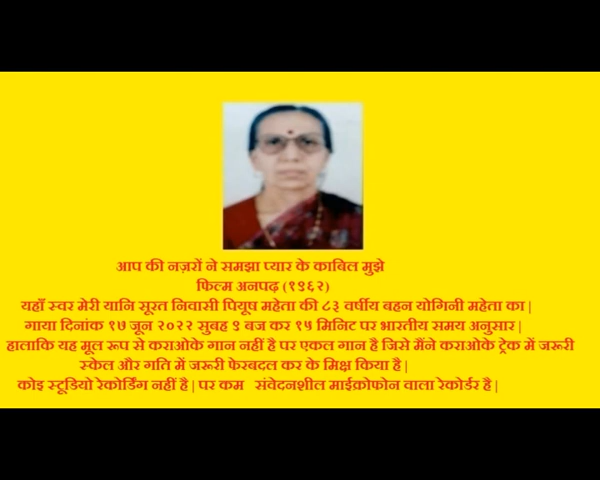 आप की नज़रों ने समझा प्यार के काबिल मुझे
फिल्म अनपढ़ (१९६२)
यहाँ स्वर मेरी यानि सूरत निवासी पियूष महेता की ८३ वर्षीय बहन योगिनी महेता का |
गाया दिनांक १७ जून २०२२ सुबह ९ बज कर १५ मिनिट पर भारतीय समय अनुसार |
हालाकि यह मूल रूप से कराओके गान नहीं है पर एकल गान है जिसे मैंने कराओके ट्रेक में जरूरी
स्केल और गति में जरूरी फेरबदल कर के मिक्ष किया है |
कोइ स्टूडियो रेकोर्डिंग नहीं है | पर कम संवेदनशील माईक्रोफोन वाला रेकोर्डर है |